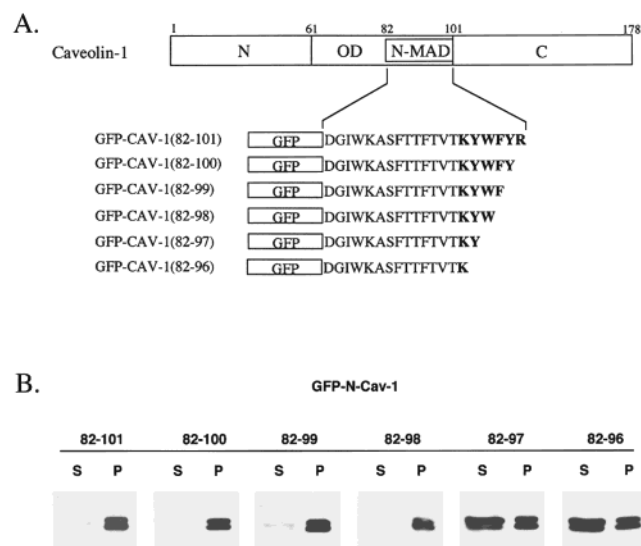 A.
1 61 82 101 178
Caveolin-1 N OD N-MAD C
GFP-CAV-1(82-101) GFP DGIWKASFTTFTVTKYWFYR
GFP-CAV-1(82-100) GFP DGIWKASFTTFTVTKYWFY
GFP-CAV-1(82-99) GFP DGIWKASFTTFTVTKYWF
GFP-CAV-1(82-98) GFP DGIWKASFTTFTVTKYW
GFP-CAV-1(82-97) GFP DGIWKASFTTFTVTKY
GFP-CAV-1(82-96) GFP DGIWKASFTTFTVTK
B.
GFP-N-Cav-1
82-101 82-100 82-99 82-98 82-97 82-96
S P S P S P S P S P S P